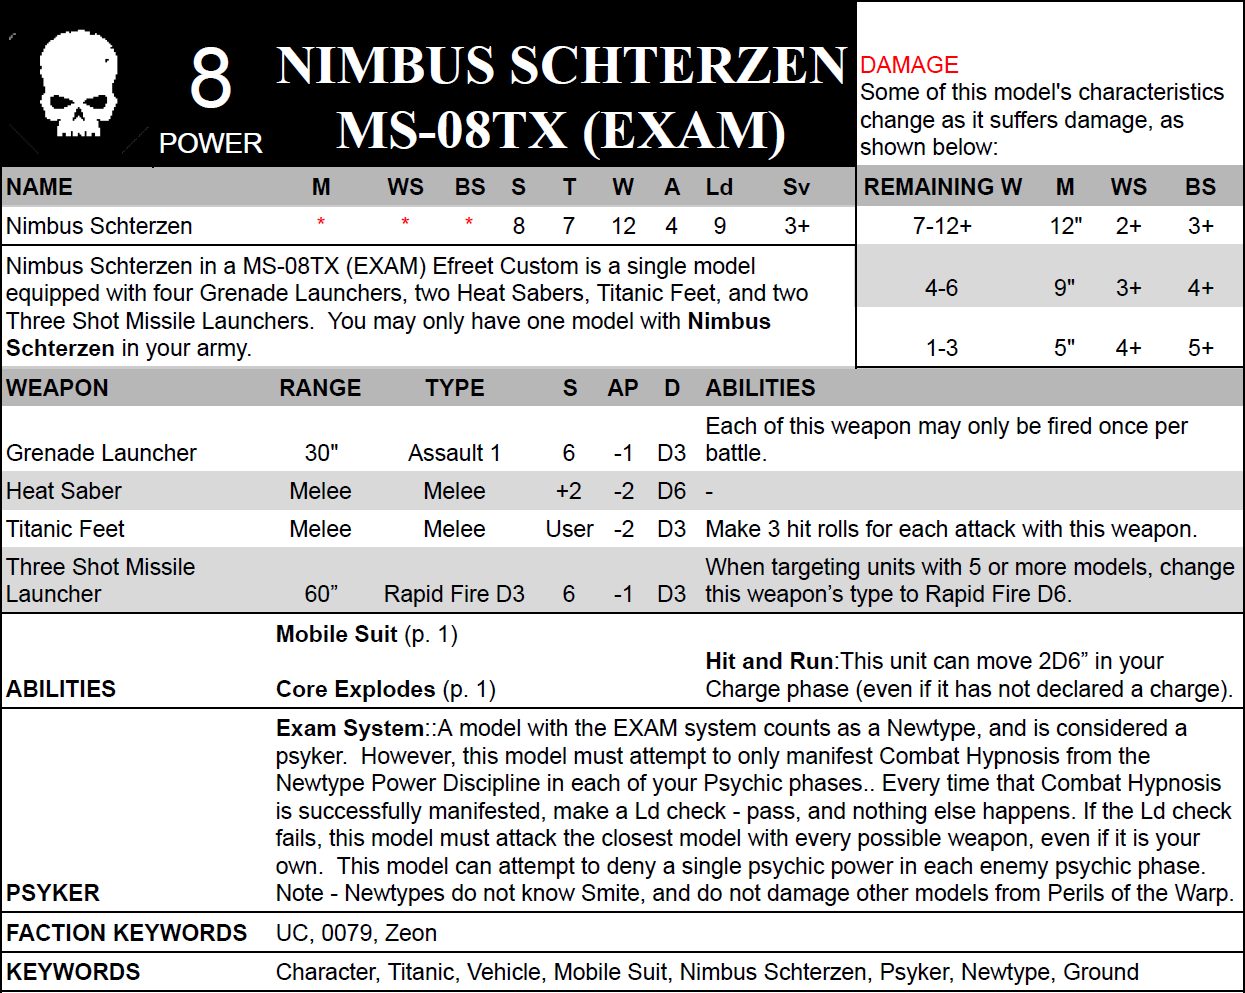 8
POWER
NIMBUS SCHTERZEN
MS-08TX (EXAM)
DAMAGE
Some of this model's characteristics
change as it suffers damage, as
shown below:
NAME M WS BS S T W A Ld Sv
Nimbus Schterzen * * * 8 7 12 4 9 3+
REMAINING W M WS BS
7-12+ 12" 2+ 3+
4-6 9" 3+ 4+
1-3 5" 4+ 5+
Nimbus Schterzen in a MS-08TX (EXAM) Efreet Custom is a single model
equipped with four Grenade Launchers, two Heat Sabers, Titanic Feet, and two
Three Shot Missile Launchers.  You may only have one model with Nimbus
Schterzen in your army.
WEAPON RANGE TYPE S AP D ABILITIES
Each of this weapon may only be fired once per
Grenade Launcher 30" Assault 1 6 -1 D3 battle.
Heat Saber Melee Melee +2 -2 D6 -
Titanic Feet Melee Melee User -2 D3 Make 3 hit rolls for each attack with this weapon.
Three Shot Missile When targeting units with 5 or more models, change
Launcher 60” Rapid Fire D3 6 -1 D3 this weapon’s type to Rapid Fire D6.
Mobile Suit (p. 1)
Hit and Run:This unit can move 2D6” in your
ABILITIES Core Explodes (p. 1) Charge phase (even if it has not declared a charge).
Exam System::A model with the EXAM system counts as a Newtype, and is considered a
psyker.  However, this model must attempt to only manifest Combat Hypnosis from the
Newtype Power Discipline in each of your Psychic phases.. Every time that Combat Hypnosis
is successfully manifested, make a Ld check - pass, and nothing else happens. If the Ld check
fails, this model must attack the closest model with every possible weapon, even if it is your
own.  This model can attempt to deny a single psychic power in each enemy psychic phase.
PSYKER Note - Newtypes do not know Smite, and do not damage other models from Perils of the Warp.
FACTION KEYWORDS UC, 0079, Zeon
KEYWORDS Character, Titanic, Vehicle, Mobile Suit, Nimbus Schterzen, Psyker, Newtype, Ground